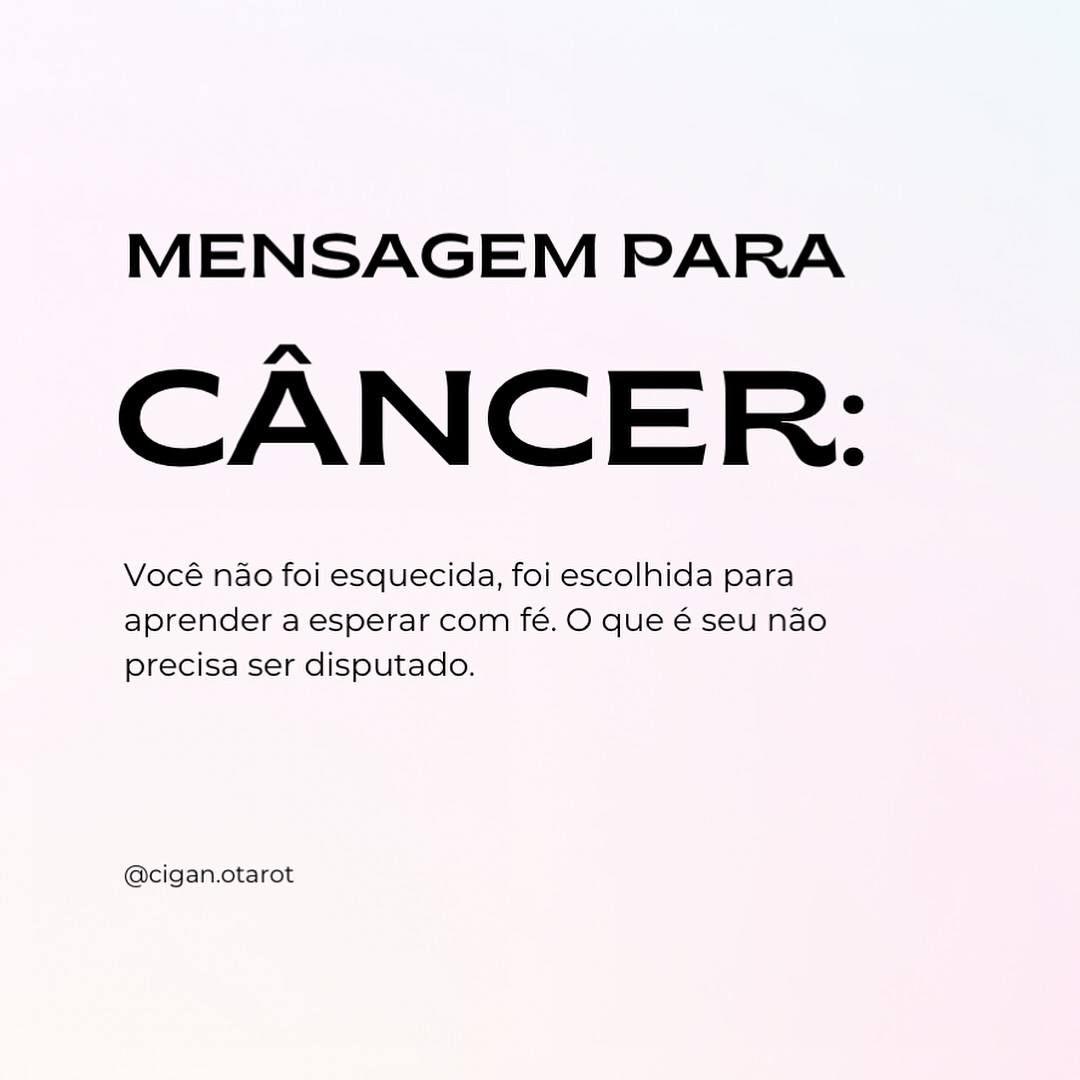 MENSAGEM PARA
CÂNCER:
Você não foi esquecida, foi escolhida para
aprender a esperar com fé. O que é seu não
precisa ser disputado.
@cigan.otarot